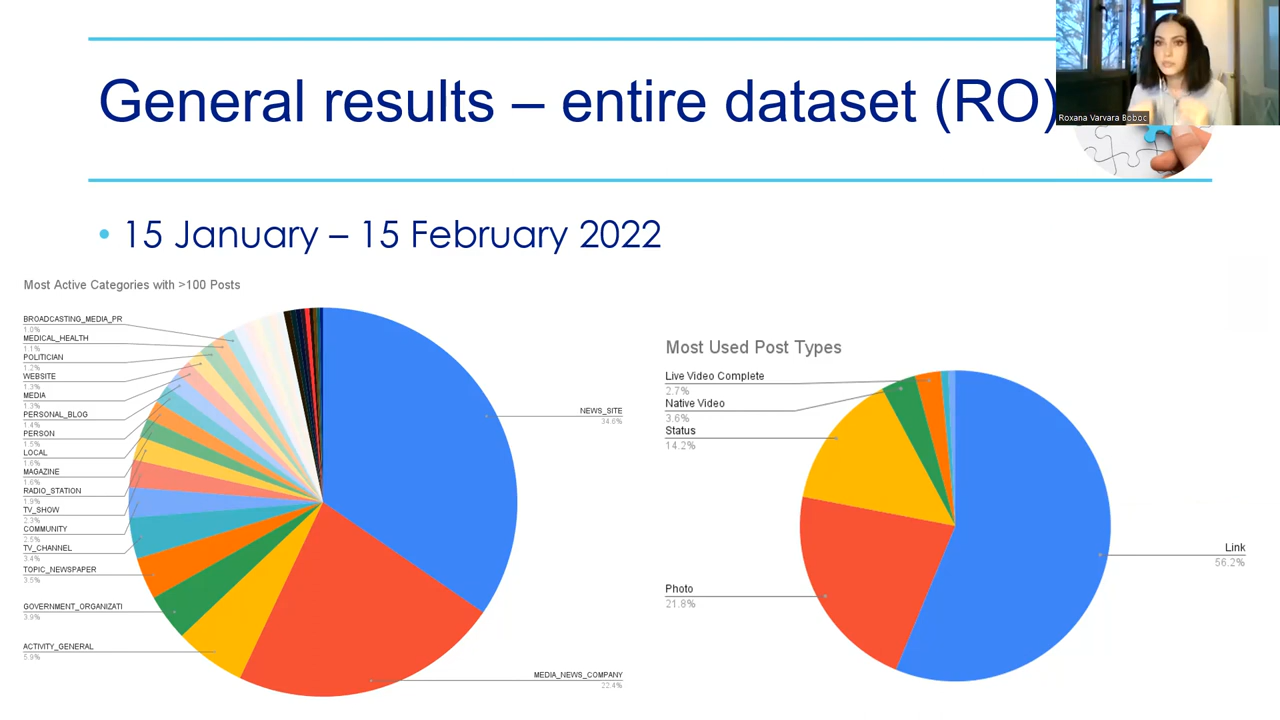 General results – entire dataset (RO)
Roxana Varvara Boboc
• 15 January – 15 February 2022
Most Active Categories with >100 Posts
BROADCASTING_MEDIA_PR
1.0%
MEDICAL_HEALTH
1.1%
POLITICIAN
1.2%
WEBSITE
1.3%
MEDIA
1.3%
PERSONAL_BLOG
1.4%
PERSON
1.5%
LOCAL
1.6%
MAGAZINE
1.6%
RADIO_STATION
1.9%
TV_SHOW
2.3%
COMMUNITY
2.5%
TV_CHANNEL
3.4%
TOPIC_NEWSPAPER
3.5%
GOVERNMENT_ORGANIZATI
3.9%
ACTIVITY_GENERAL
5.9%
NEWS_SITE
34.6%
MEDIA_NEWS_COMPANY
22.4%
Most Used Post Types
Live Video Complete
2.7%
Native Video
3.6%
Status
14.2%
Photo
21.8%
Link
56.2%